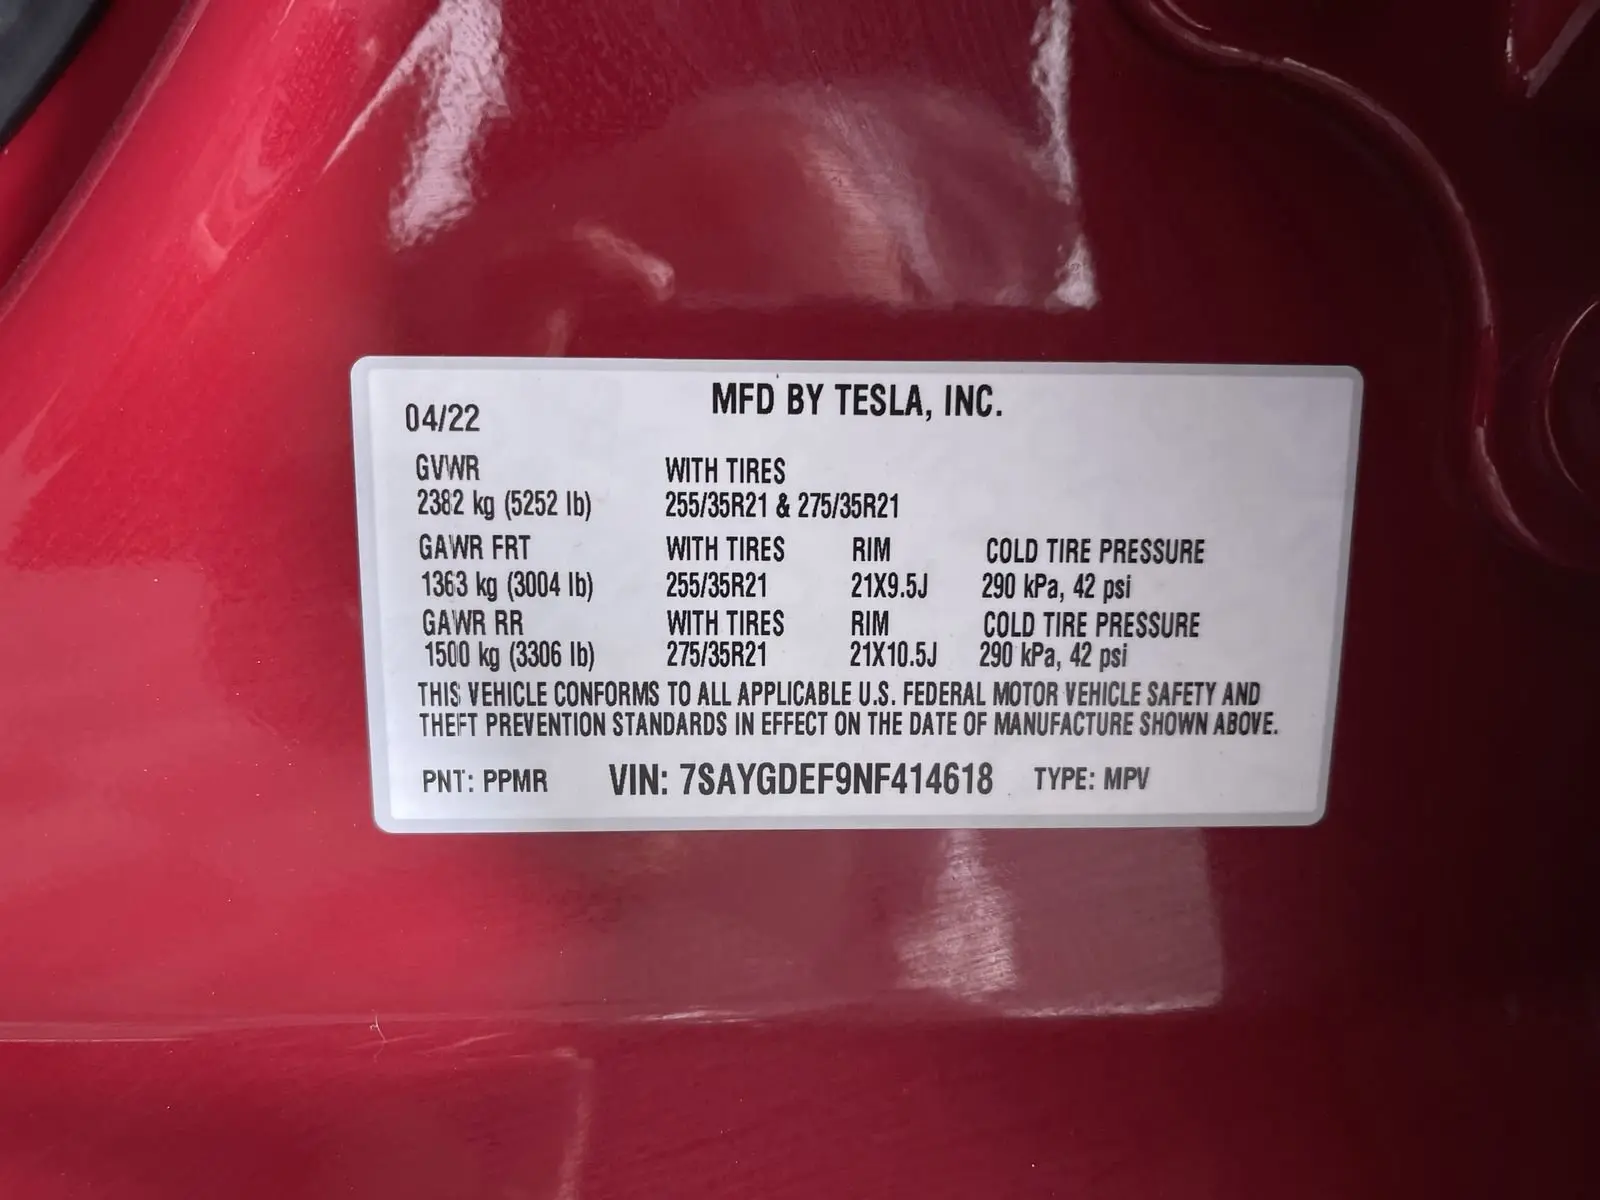 MFD BY TESLA, INC.
04/22
GVWR WITH TIRES
2382 kg (5252 lb) 255/35R21 & 275/35R21
GAWR FRT WITH TIRES RIM COLD TIRE PRESSURE
1363 kg (3004 lb) 255/35R21 21X9.5J 290 kPa, 42 psi
GAWR RR WITH TIRES RIM COLD TIRE PRESSURE
1500 kg (3306 lb) 275/35R21 21X10.5J 290 kPa, 42 psi
THIS VEHICLE CONFORMS TO ALL APPLICABLE U.S. FEDERAL MOTOR VEHICLE SAFETY AND
THEFT PREVENTION STANDARDS IN EFFECT ON THE DATE OF MANUFACTURE SHOWN ABOVE.
PNT: PPMR VIN: 7SAYGDEF9NF414618 TYPE: MPV